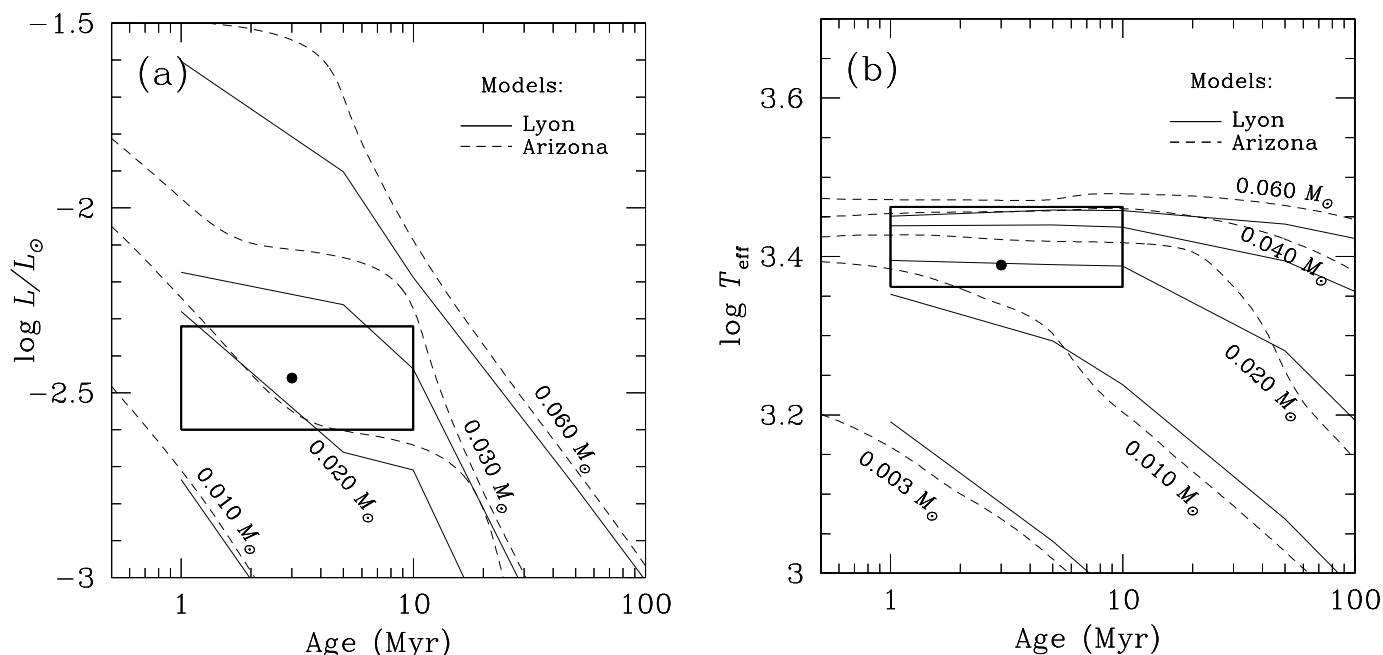 (a)
Models:
Lyon
Arizona
−1.5
−2
−2.5
−3
log L/L⊙
0.060 M⊙
0.030 M⊙
0.020 M⊙
0.010 M⊙
1
10
100
Age (Myr)
(b)
Models:
Lyon
Arizona
3.6
3.4
3.2
3
log Teff
0.060 M⊙
0.040 M⊙
0.020 M⊙
0.010 M⊙
0.003 M⊙
1
10
100
Age (Myr)